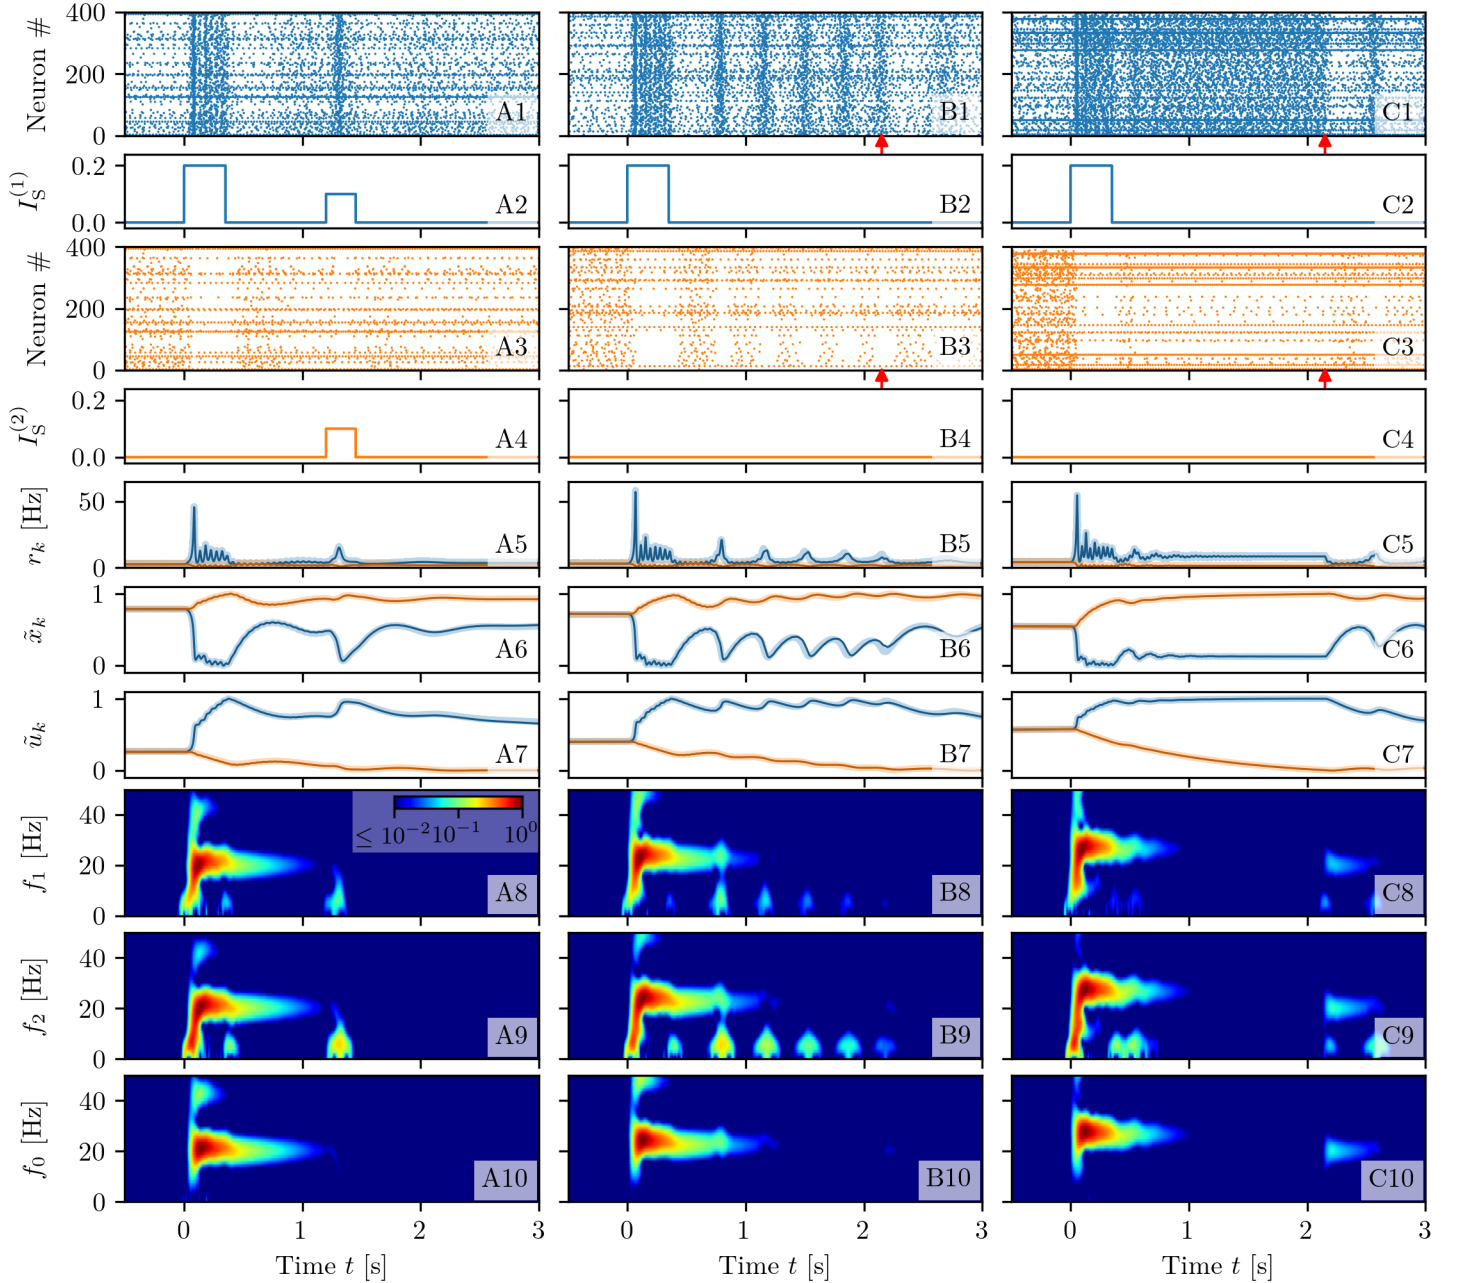 400
200
0
Neuron #
A1
B1
C1
0.2
0.0
I_S^(1)
A2
B2
C2
400
200
0
Neuron #
A3
B3
C3
0.2
0.0
I_S^(2)
A4
B4
C4
50
0
r_k [Hz]
A5
B5
C5
1
0
x̃_k
A6
B6
C6
1
0
ũ_k
A7
B7
C7
40
20
0
f_1 [Hz]
≤ 10^−2 10^−1 10^0
A8
B8
C8
40
20
0
f_2 [Hz]
A9
B9
C9
40
20
0
f_0 [Hz]
A10
B10
C10
0 1 2 3 0 1 2 3 0 1 2 3
Time t [s] Time t [s] Time t [s]